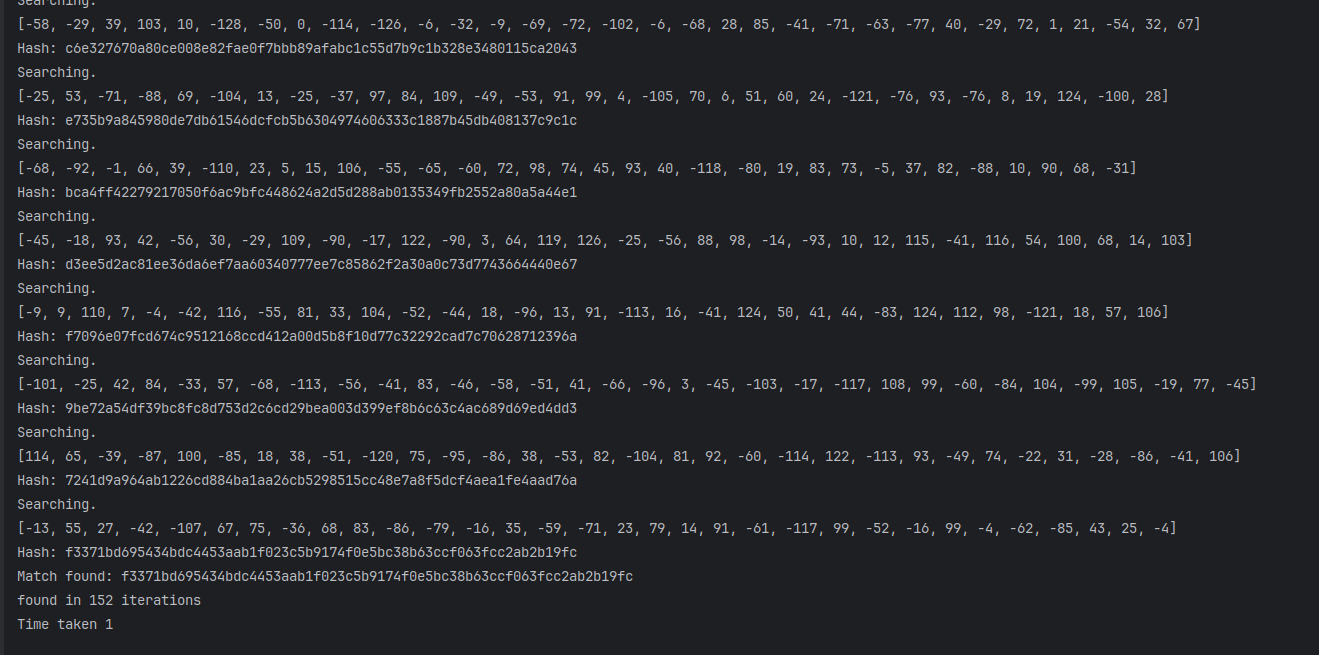 Searching.
[-58, -29, 39, 103, 10, -128, -50, 0, -114, -126, -6, -32, -9, -69, -72, -102, -6, -68, 28, 85, -41, -71, -63, -77, 40, -29, 72, 1, 21, -54, 32, 67]
Hash: c6e327670a80ce008e82fae0f7bbb89afabc1c55d7b9c1b328e3480115ca2043
Searching.
[-25, 53, -71, -88, 69, -104, 13, -25, -37, 97, 84, 109, -49, -53, 91, 99, 4, -105, 70, 6, 51, 60, 24, -121, -76, 93, -76, 8, 19, 124, -100, 28]
Hash: e735b9a845980de7db61546dcfcb5b6304974606333c1887b45db408137c9c1c
Searching.
[-68, -92, -1, 66, 39, -110, 23, 5, 15, 106, -55, -65, -60, 72, 98, 74, 45, 93, 40, -118, -80, 19, 83, 73, -5, 37, 82, -88, 10, 90, 68, -31]
Hash: bca4ff42279217050f6ac9bfc448624a2d5d288ab0135349fb2552a80a5a44e1
Searching.
[-45, -18, 93, 42, -56, 30, -29, 109, -90, -17, 122, -90, 3, 64, 119, 126, -25, -56, 88, 98, -14, -93, 10, 12, 115, -41, 116, 54, 100, 68, 14, 103]
Hash: d3ee5d2ac81ee36da6ef7aa60340777ee7c85862f2a30a0c73d7743664440e67
Searching.
[-9, 9, 110, 7, -4, -42, 116, -55, 81, 33, 104, -52, -44, 18, -96, 13, 91, -113, 16, -41, 124, 50, 41, 44, -83, 124, 112, 98, -121, 18, 57, 106]
Hash: f7096e07fcd674c9512168ccd412a00d5b8f10d77c32292cad7c70628712396a
Searching.
[-101, -25, 42, 84, -33, 57, -68, -113, -56, -41, 83, -46, -58, -51, 41, -66, -96, 3, -45, -103, -17, -117, 108, 99, -60, -84, 104, -99, 105, -19, 77, -45]
Hash: 9be72a54df39bc8fc8d753d2c6cd29bea003d399ef8b6c63c4ac689d69ed4dd3
Searching.
[114, 65, -39, -87, 100, -85, 18, 38, -51, -120, 75, -95, -86, 38, -53, 82, -104, 81, 92, -60, -114, 122, -113, 93, -49, 74, -22, 31, -28, -86, -41, 106]
Hash: 7241d9a964ab1226cd884ba1aa26cb5298515cc48e7a8f5dcf4aea1fe4aad76a
Searching.
[-13, 55, 27, -42, -107, 67, 75, -36, 68, 83, -86, -79, -16, 35, -59, -71, 23, 79, 14, 91, -61, -117, 99, -52, -16, 99, -4, -62, -85, 43, 25, -4]
Hash: f3371bd695434bdc4453aab1f023c5b9174f0e5bc38b63ccf063fcc2ab2b19fc
Match found: f3371bd695434bdc4453aab1f023c5b9174f0e5bc38b63ccf063fcc2ab2b19fc
found in 152 iterations
Time taken 1